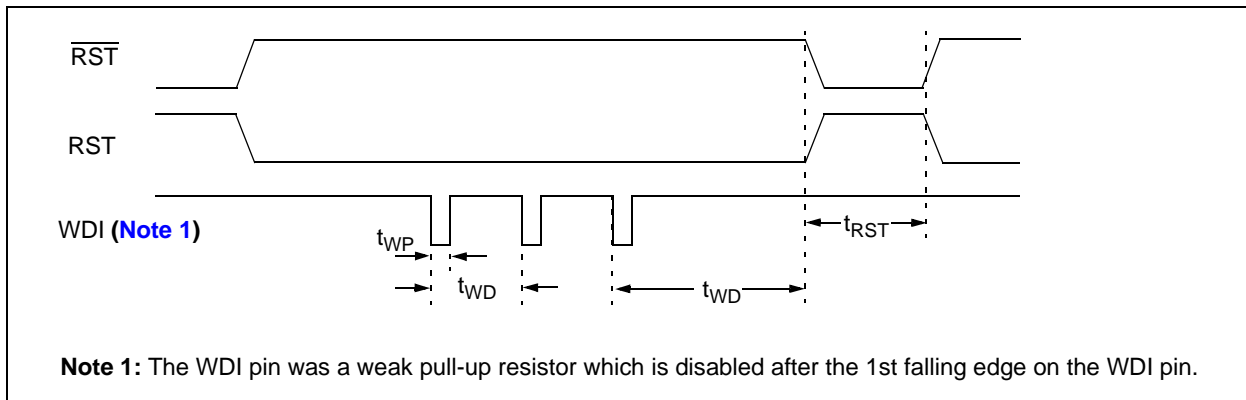 R̅S̅T̅
RST
WDI (Note 1)
tWP
tWD
tWD
tRST
Note 1: The WDI pin was a weak pull-up resistor which is disabled after the 1st falling edge on the WDI pin.